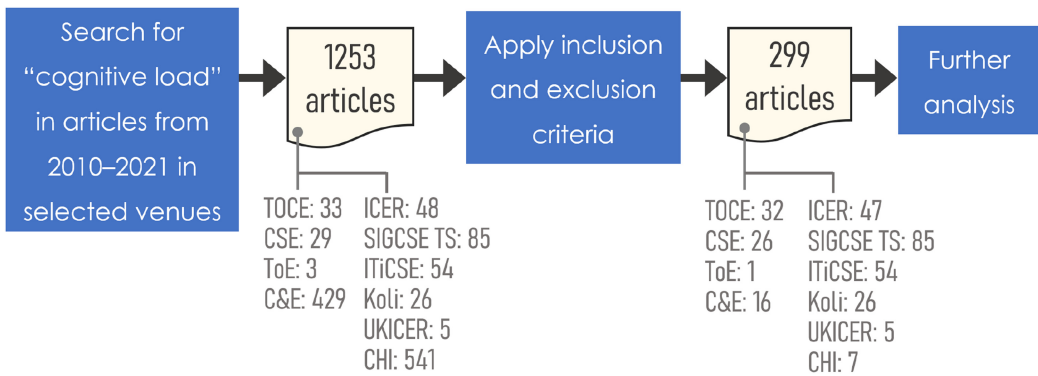 Search for
“cognitive load”
in articles from
2010–2021 in
selected venues
1253
articles
TOCE: 33
CSE: 29
ToE: 3
C&E: 429
ICER: 48
SIGCSE TS: 85
ITiCSE: 54
Koli: 26
UKICER: 5
CHI: 541
Apply inclusion
and exclusion
criteria
299
articles
TOCE: 32
CSE: 26
ToE: 1
C&E: 16
ICER: 47
SIGCSE TS: 85
ITiCSE: 54
Koli: 26
UKICER: 5
CHI: 7
Further
analysis